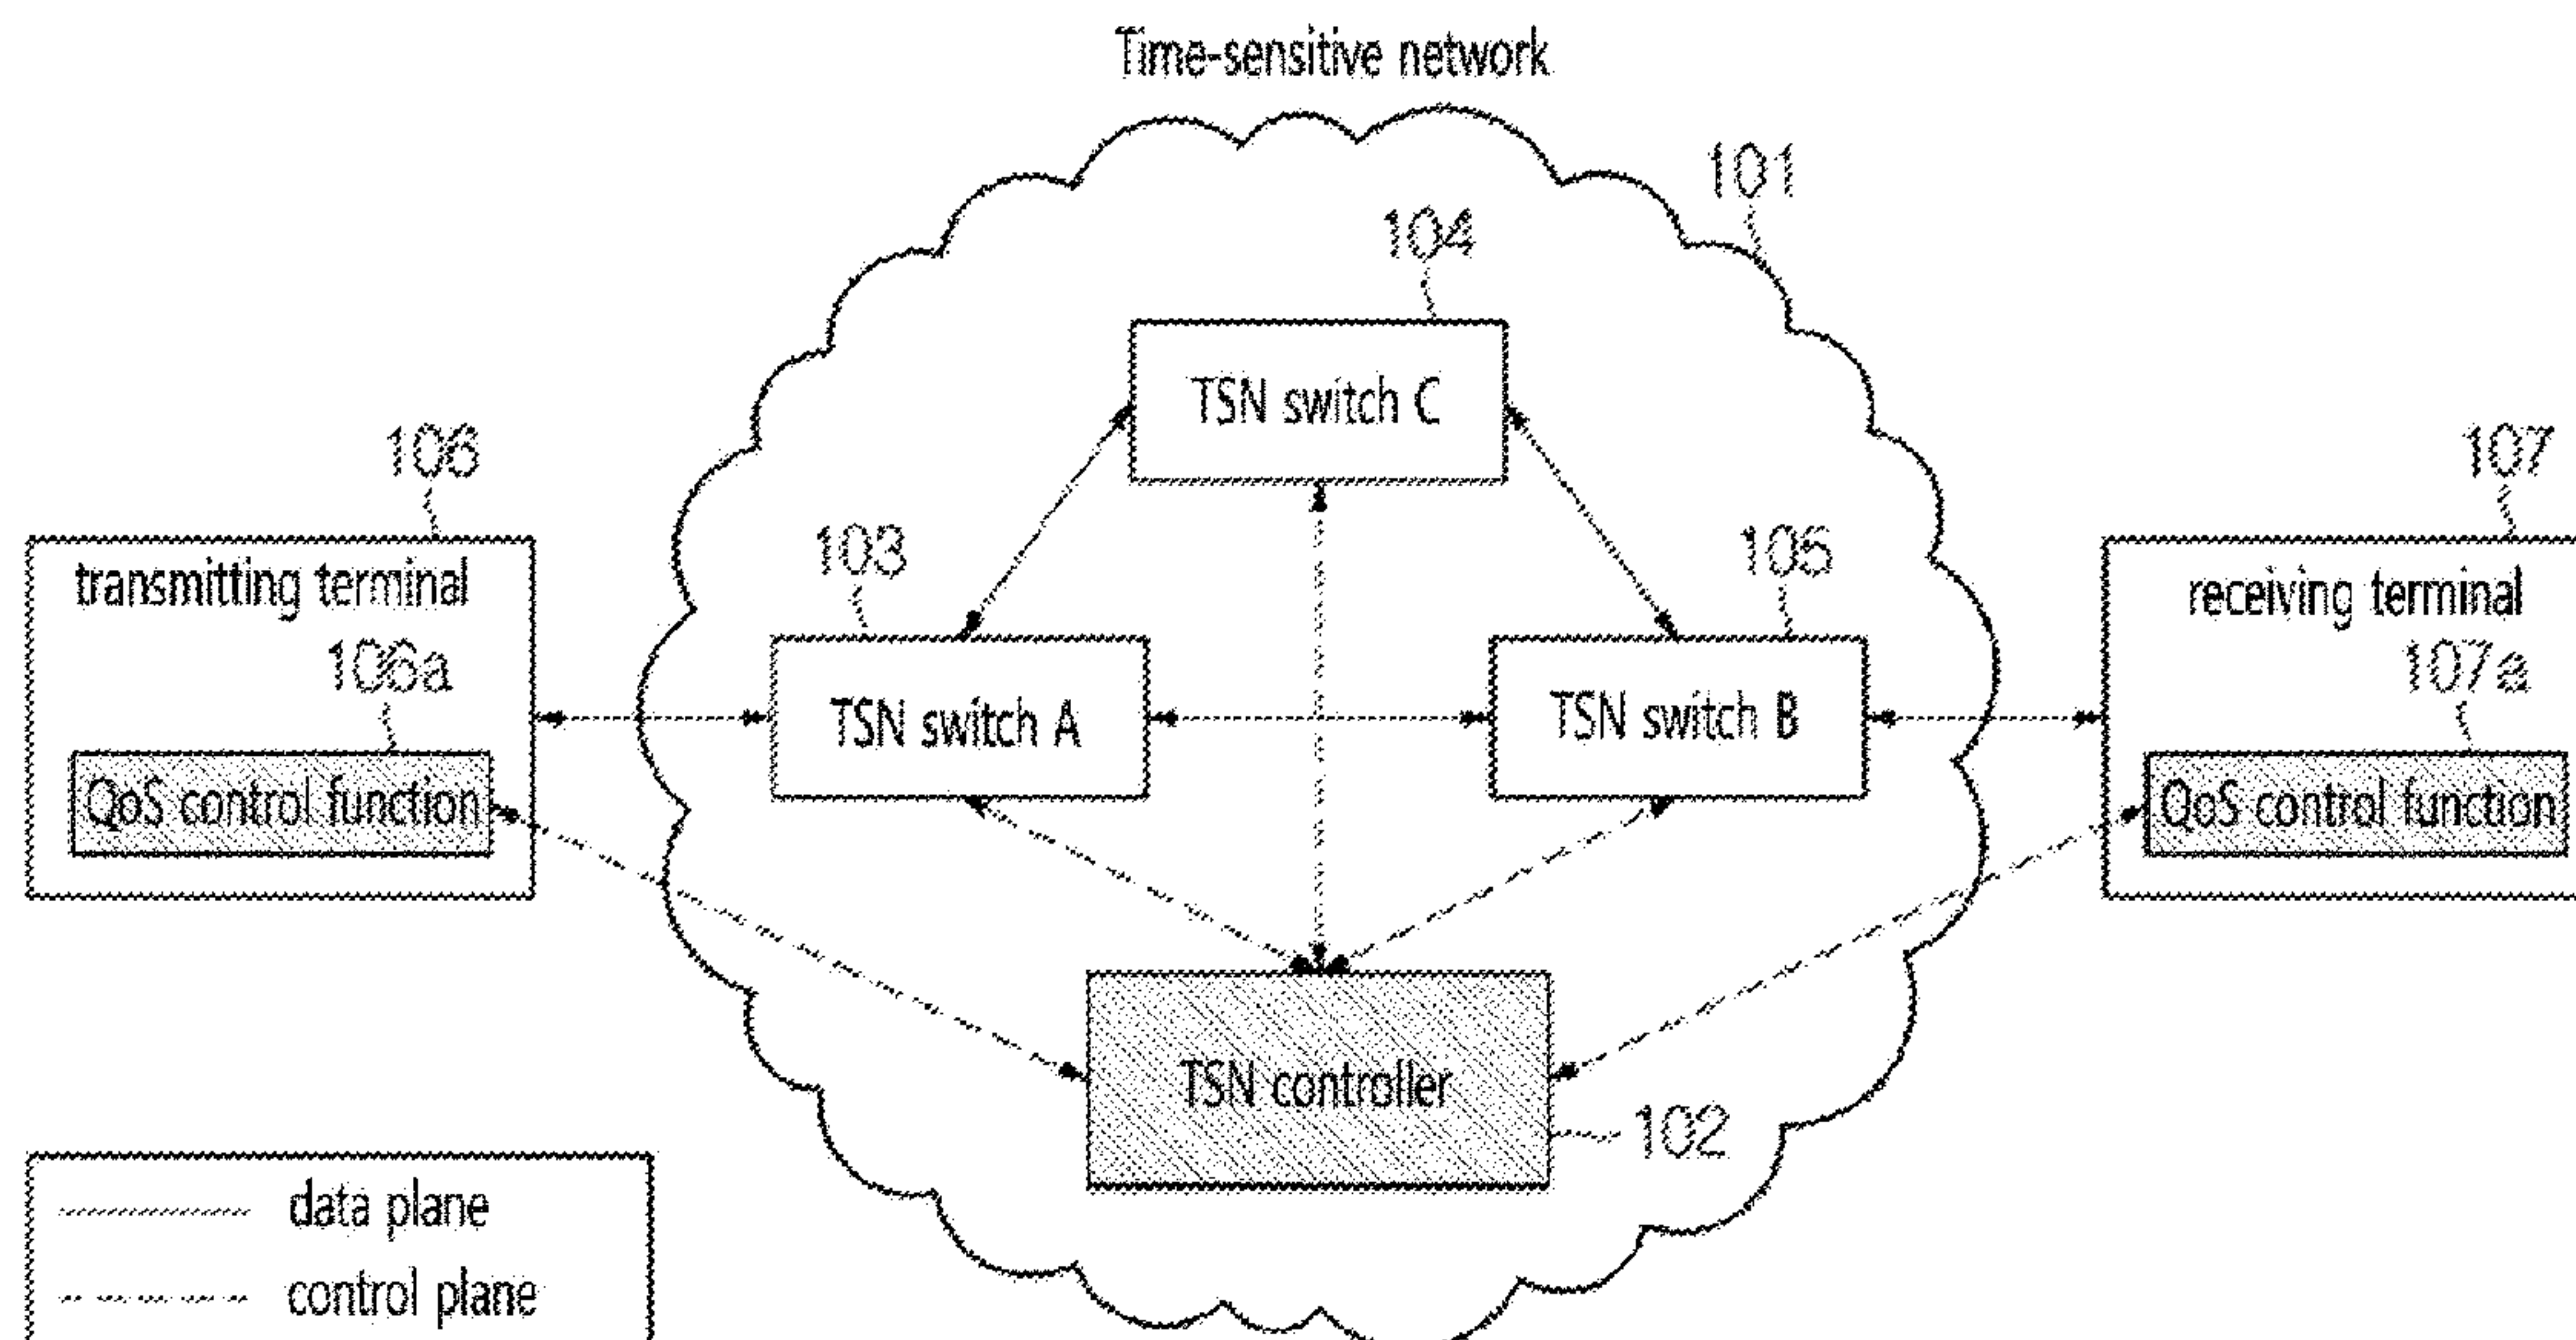 Time-sensitive network
101
104
TSN switch C
106
107
103
105
transmitting terminal
receiving terminal
106a
107a
TSN switch A
TSN switch B
QoS control function
QoS control function
TSN controller
102
data plane
control plane